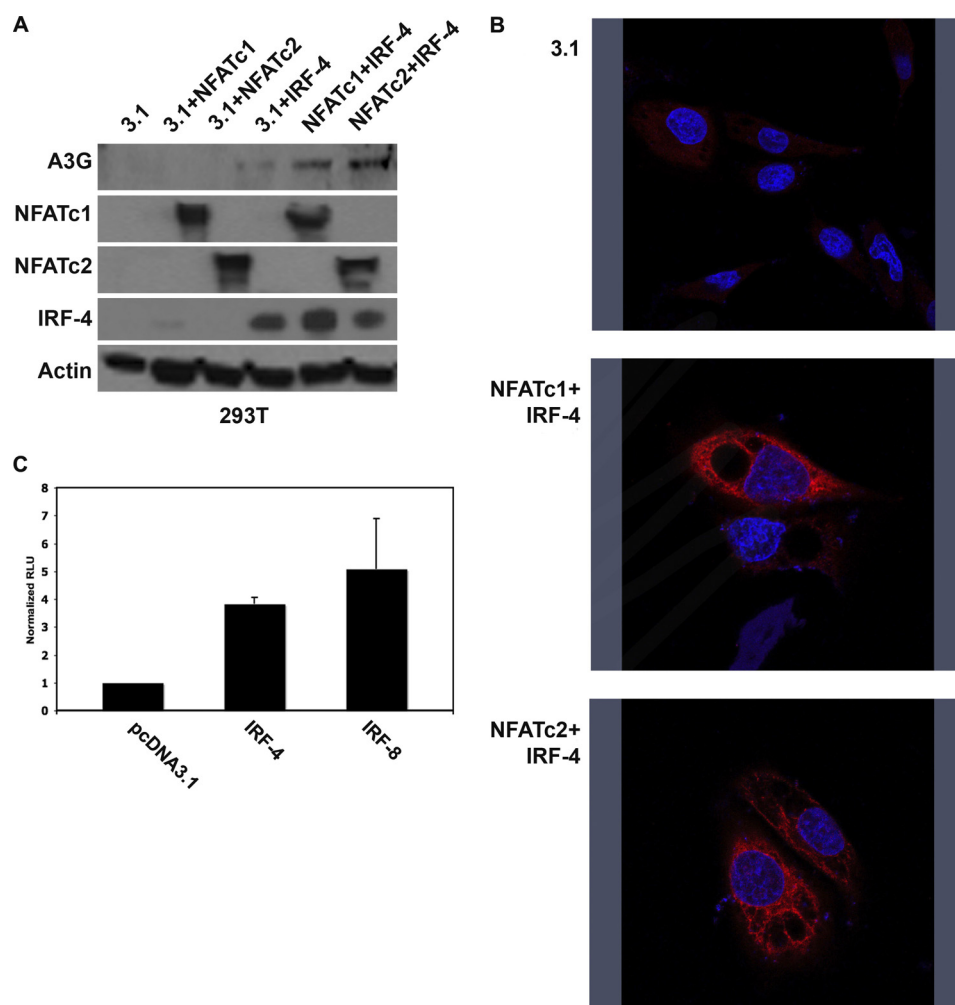 A
3.1
3.1+NFATc1
3.1+NFATc2
3.1+IRF-4
NFATc1+IRF-4
NFATc2+IRF-4
A3G
NFATc1
NFATc2
IRF-4
Actin
293T
B
3.1
NFATc1+
IRF-4
NFATc2+
IRF-4
C
Normalized RLU
8
7
6
5
4
3
2
1
0
pcDNA3.1
IRF-4
IRF-8